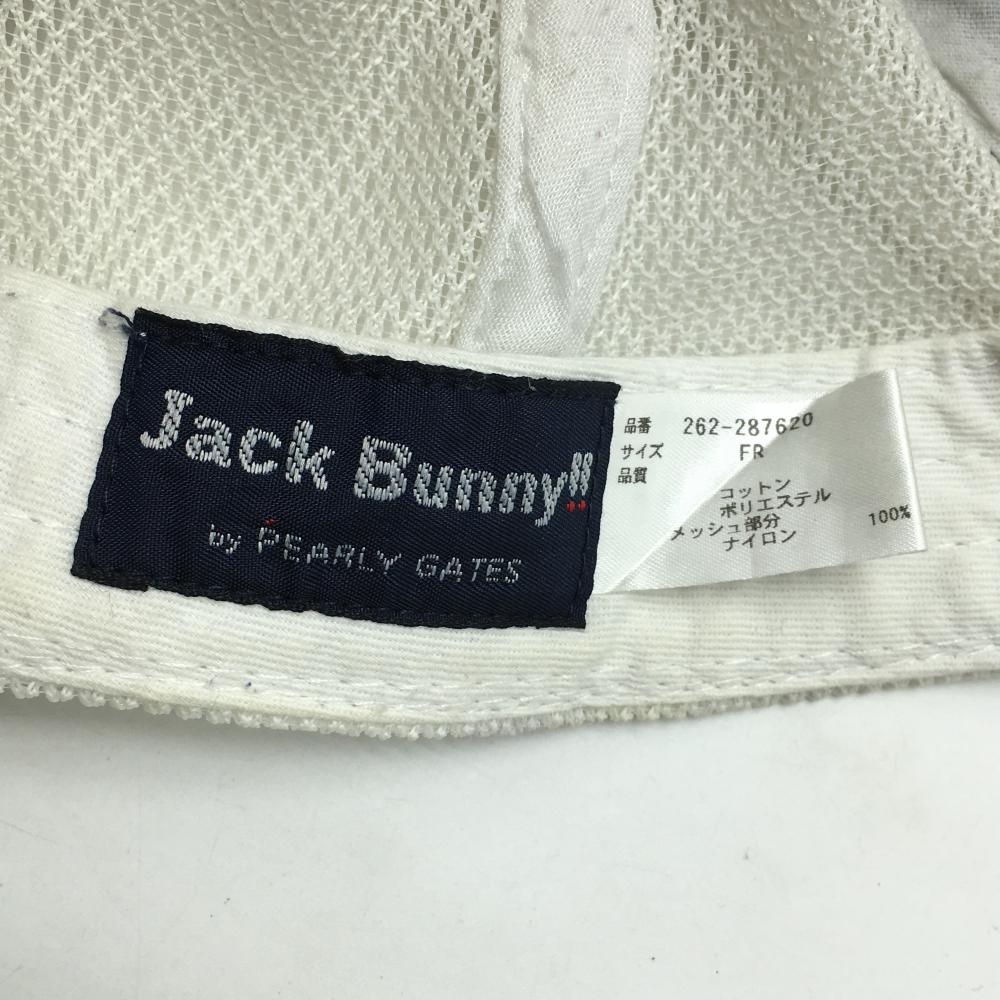 Jack Bunny!!
by PEARLY GATES
品番 262-287620
サイズ FR
品質
コットン
ポリエステル
メッシュ部分
ナイロン 100%